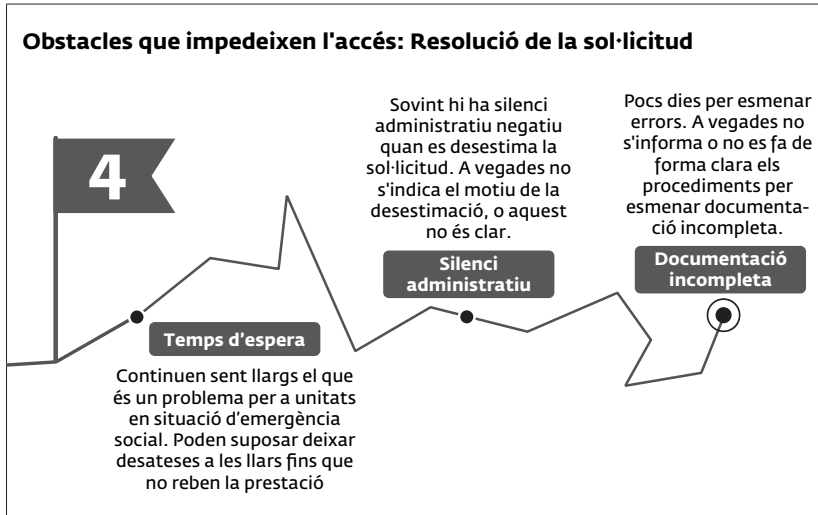 Obstacles que impedeixen l'accés: Resolució de la sol·licitud
4
Temps d’espera
Continuen sent llargs el que
és un problema per a unitats
en situació d’emergència
social. Poden suposar deixar
desateses a les llars fins que
no reben la prestació
Sovint hi ha silenci
administratiu negatiu
quan es desestima la
sol·licitud. A vegades no
s'indica el motiu de la
desestimació, o aquest
no és clar.
Silenci
administratiu
Pocs dies per esmenar
errors. A vegades no
s'informa o no es fa de
forma clara els
procediments per
esmenar documenta-
ció incompleta.
Documentació
incompleta